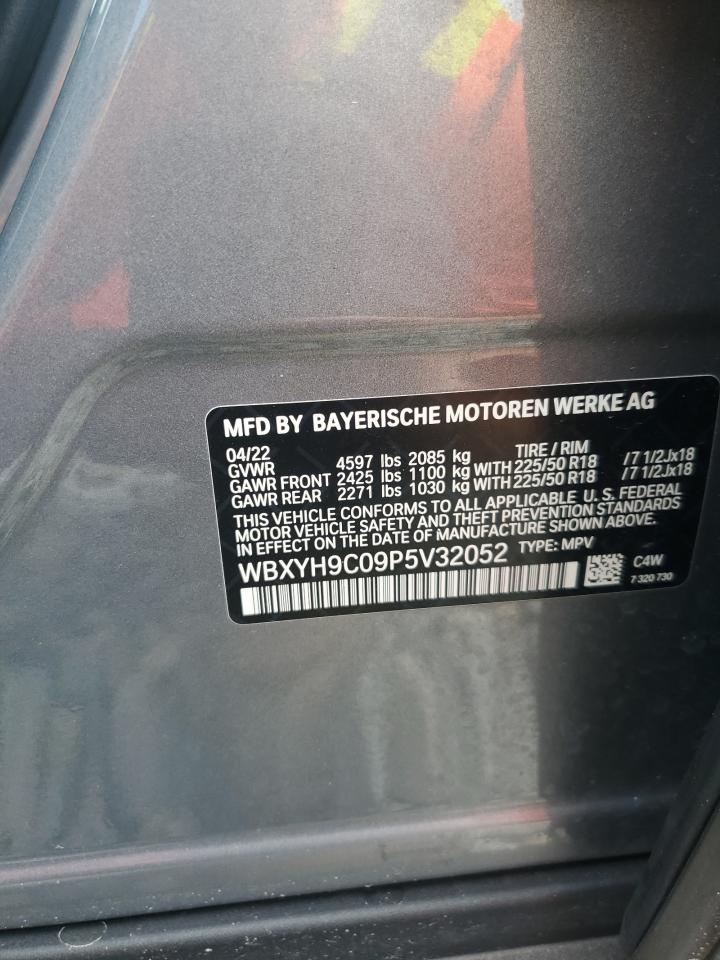 MFD BY BAYERISCHE MOTOREN WERKE AG
04/22 TIRE / RIM
GVWR 4597 lbs 2085 kg
GAWR FRONT 2425 lbs 1100 kg WITH 225/50 R18 /7 1/2Jx18
GAWR REAR 2271 lbs 1030 kg WITH 225/50 R18 /7 1/2Jx18
THIS VEHICLE CONFORMS TO ALL APPLICABLE U. S. FEDERAL
MOTOR VEHICLE SAFETY AND THEFT PREVENTION STANDARDS
IN EFFECT ON THE DATE OF MANUFACTURE SHOWN ABOVE.
WBXYH9C09P5V32052 TYPE: MPV
C4W
7 320 730